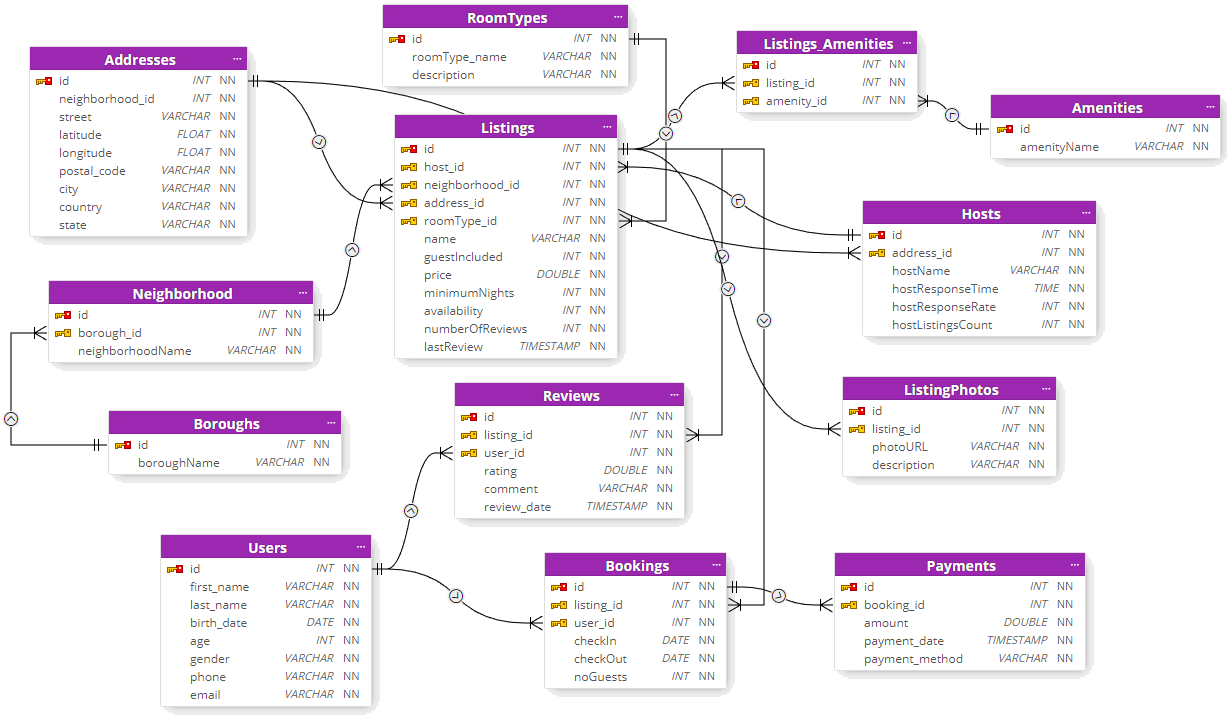 RoomTypes ...
id INT NN
roomType_name VARCHAR NN
description VARCHAR NN
Listings_Amenities ...
id INT NN
listing_id INT NN
amenity_id INT NN
Addresses ...
id INT NN
neighborhood_id INT NN
street VARCHAR NN
latitude FLOAT NN
longitude FLOAT NN
postal_code VARCHAR NN
city VARCHAR NN
country VARCHAR NN
state VARCHAR NN
Amenities ...
id INT NN
amenityName VARCHAR NN
Listings ...
id INT NN
host_id INT NN
neighborhood_id INT NN
address_id INT NN
roomType_id INT NN
name VARCHAR NN
guestIncluded INT NN
price DOUBLE NN
minimumNights INT NN
availability INT NN
numberOfReviews INT NN
lastReview TIMESTAMP NN
Hosts ...
id INT NN
address_id INT NN
hostName VARCHAR NN
hostResponseTime TIME NN
hostResponseRate INT NN
hostListingsCount INT NN
Neighborhood ...
id INT NN
borough_id INT NN
neighborhoodName VARCHAR NN
ListingPhotos ...
id INT NN
listing_id INT NN
photoURL VARCHAR NN
description VARCHAR NN
Reviews ...
id INT NN
listing_id INT NN
user_id INT NN
rating DOUBLE NN
comment VARCHAR NN
review_date TIMESTAMP NN
Boroughs ...
id INT NN
boroughName VARCHAR NN
Users ...
id INT NN
first_name VARCHAR NN
last_name VARCHAR NN
birth_date DATE NN
age INT NN
gender VARCHAR NN
phone VARCHAR NN
email VARCHAR NN
Bookings ...
id INT NN
listing_id INT NN
user_id INT NN
checkIn DATE NN
checkOut DATE NN
noGuests INT NN
Payments ...
id INT NN
booking_id INT NN
amount DOUBLE NN
payment_date TIMESTAMP NN
payment_method VARCHAR NN